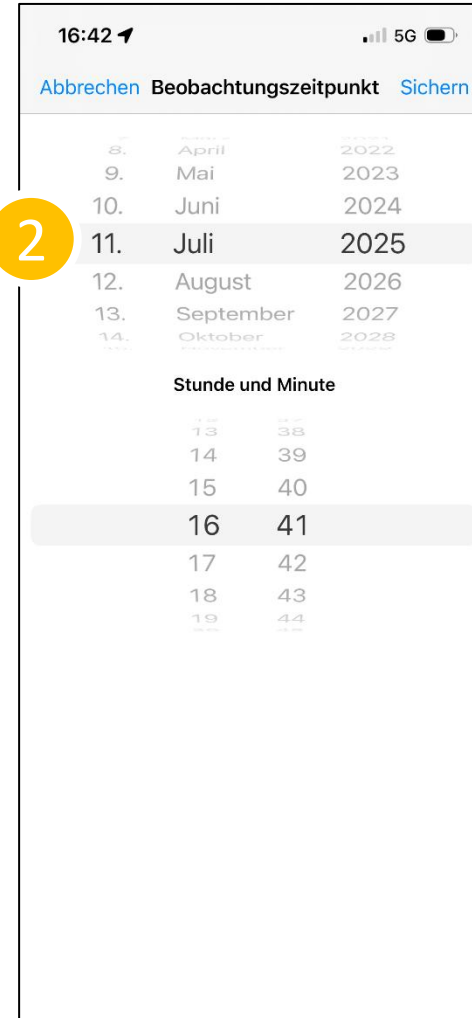 16:42 5G
Abbrechen Beobachtungszeitpunkt Sichern
8. April 2022
9. Mai 2023
10. Juni 2024
2 11. Juli 2025
12. August 2026
13. September 2027
14. Oktober 2028
Stunde und Minute
13 38
14 39
15 40
16 41
17 42
18 43
19 44